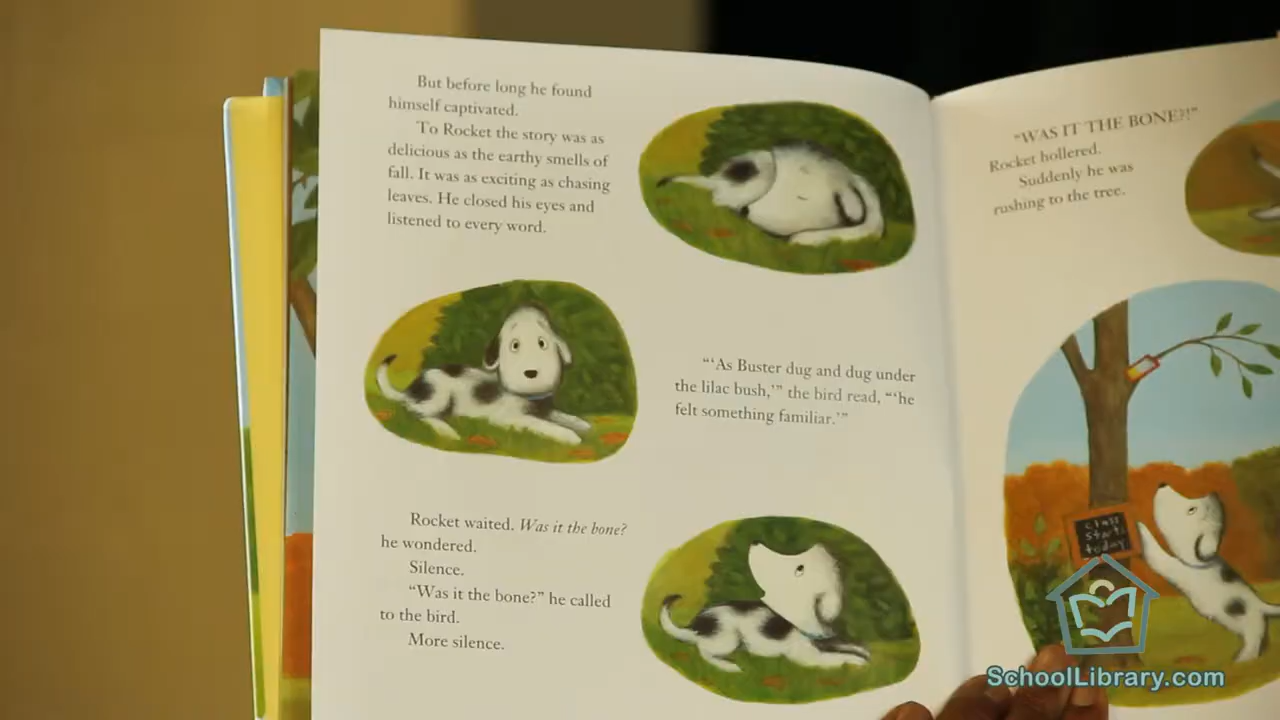 But before long he found
himself captivated.
To Rocket the story was as
delicious as the earthy smells of
fall. It was as exciting as chasing
leaves. He closed his eyes and
listened to every word.
“‘As Buster dug and dug under
the lilac bush,’” the bird read, “‘he
felt something familiar.’”
Rocket waited. Was it the bone?
he wondered.
Silence.
“Was it the bone?” he called
to the bird.
More silence.
“WAS IT THE BONE?!”
Rocket hollered.
Suddenly he was
rushing to the tree.
class
starts
today
SchoolLibrary.com